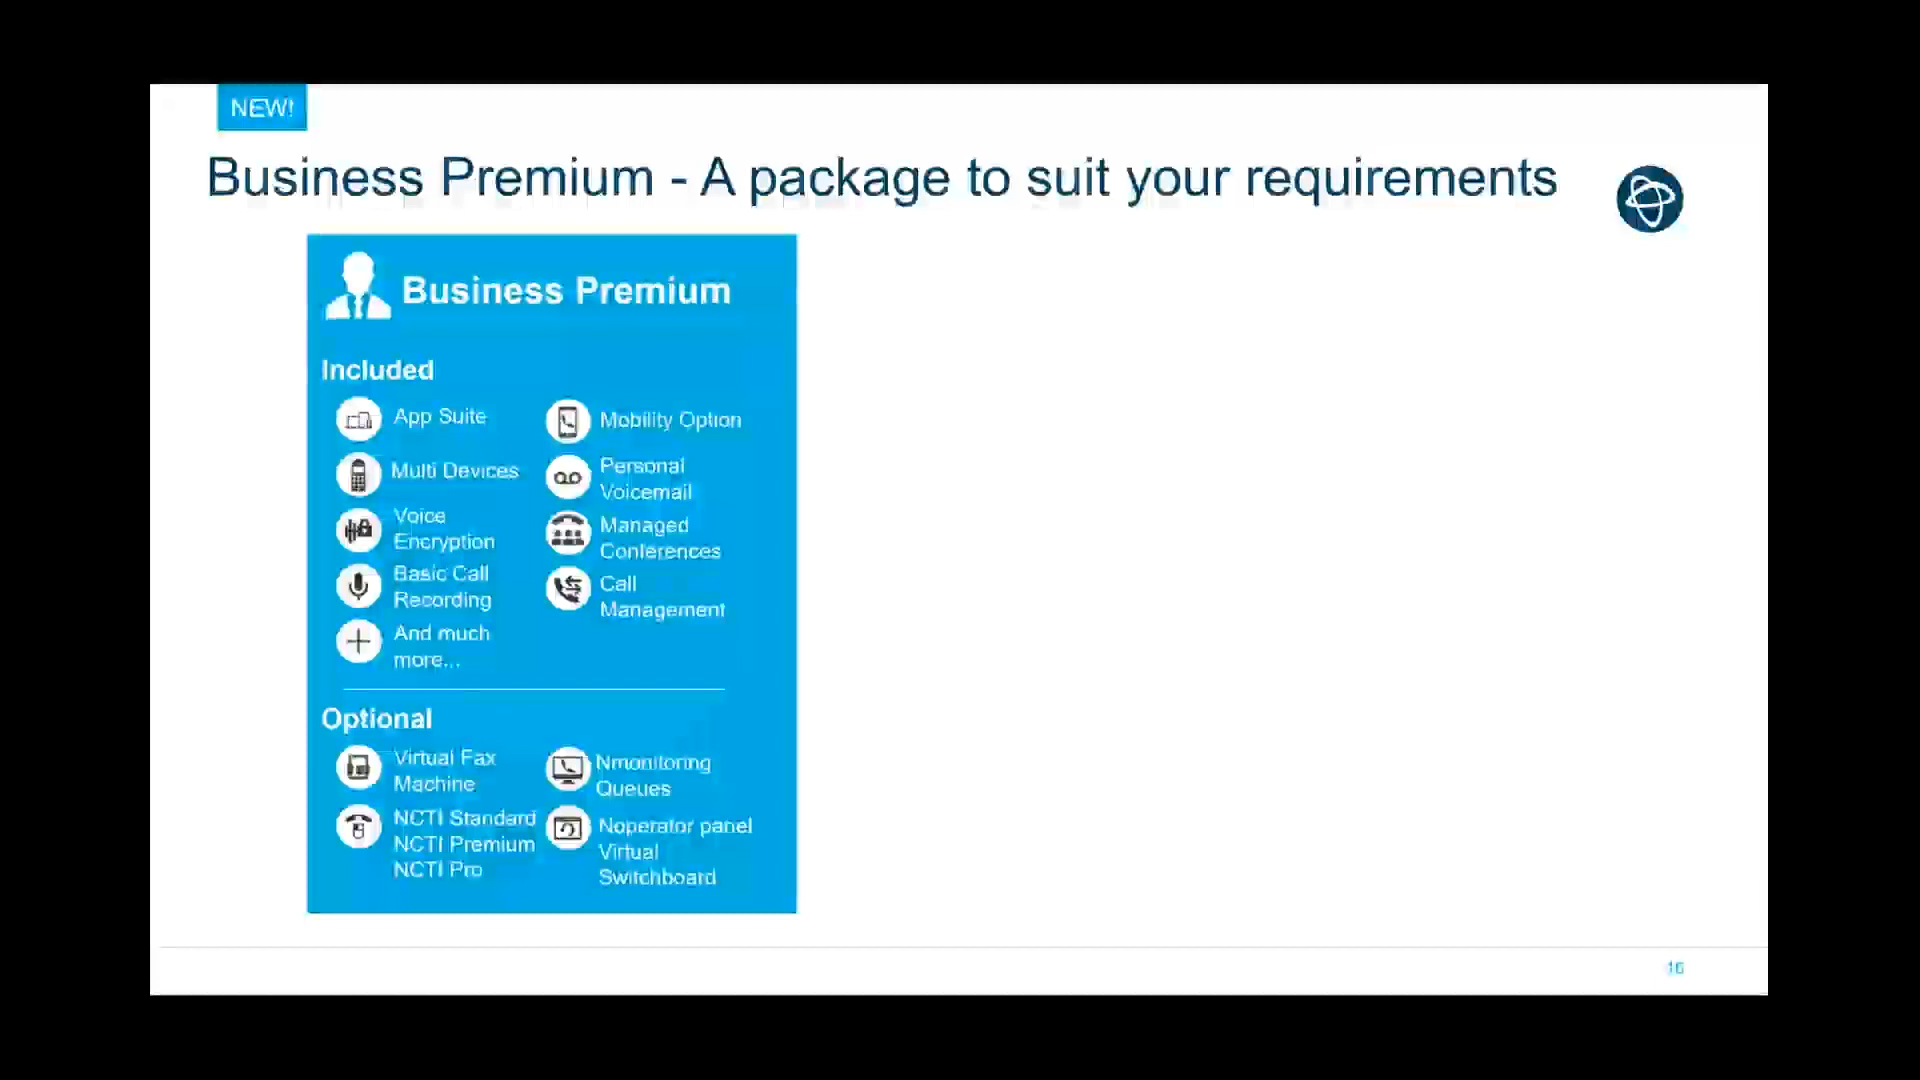 NEW!
Business Premium - A package to suit your requirements
Business Premium
Included
App Suite
Multi Devices
Voice
Encryption
Basic Call
Recording
And much
more...
Mobility Option
Personal
Voicemail
Managed
Conferences
Call
Management
Optional
Virtual Fax
Machine
NCTI Standard
NCTI Premium
NCTI Pro
Nmonitoring
Queues
Noperator panel
Virtual
Switchboard
16